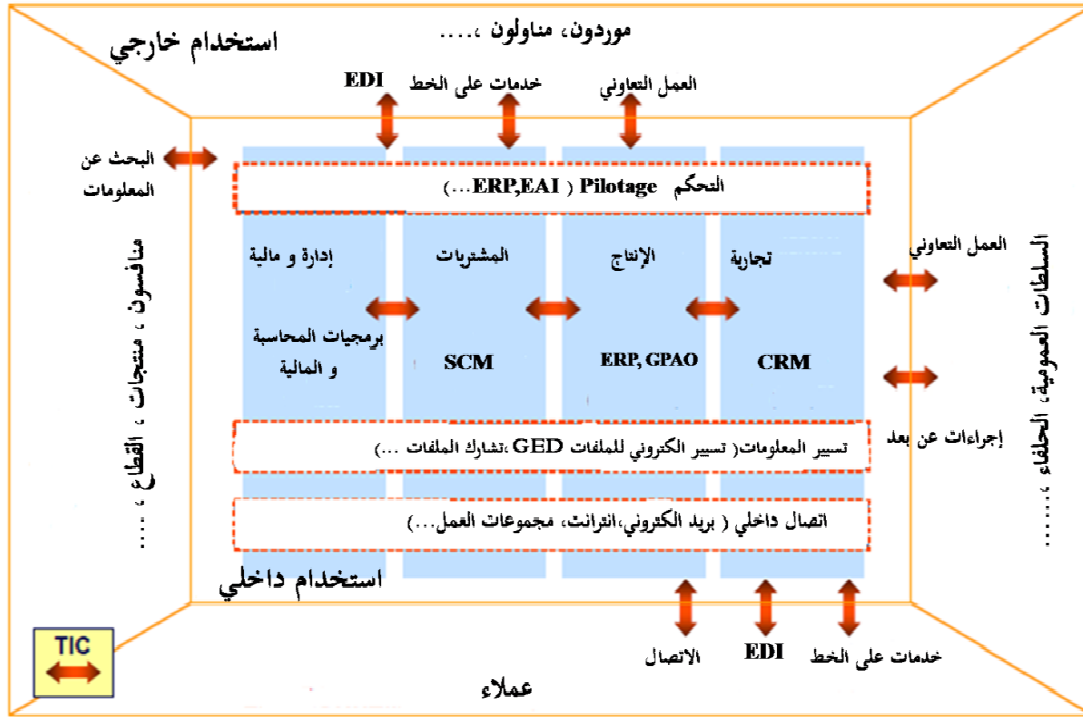 موردون، مناولون ،....
استخدام خارجي
EDI
خدمات على الخط
العمل التعاوني
البحث عن
المعلومات
التحكم Pilotage ( ERP,EAI...)
تجارية
الإنتاج
المشتريات
إدارة و مالية
العمل التعاوني
السلطات العمومية، الحلفاء ،......
منافسون ، منتجات ، القطاع ، ....
CRM
ERP, GPAO
SCM
برمجيات المحاسبة
و المالية
إجراءات عن بعد
تسيير المعلومات( تسيير الكتروني للملفات GED ،تشارك الملفات ...)
اتصال داخلي ( بريد الكتروني،انترانت، مجموعات العمل...)
استخدام داخلي
خدمات على الخط
EDI
الاتصال
TIC
عملاء